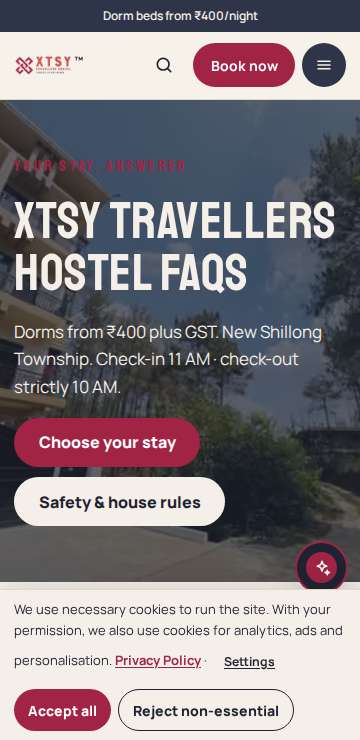 Dorm beds from ₹400/night
XTSY ™
Book now
YOUR STAY, ANSWERED
XTSY TRAVELLERS
HOSTEL FAQS
Dorms from ₹400 plus GST. New Shillong
Township. Check-in 11 AM · check-out
strictly 10 AM.
Choose your stay
Safety & house rules
We use necessary cookies to run the site. With your
permission, we also use cookies for analytics, ads and
personalisation. Privacy Policy · Settings
Accept all
Reject non-essential